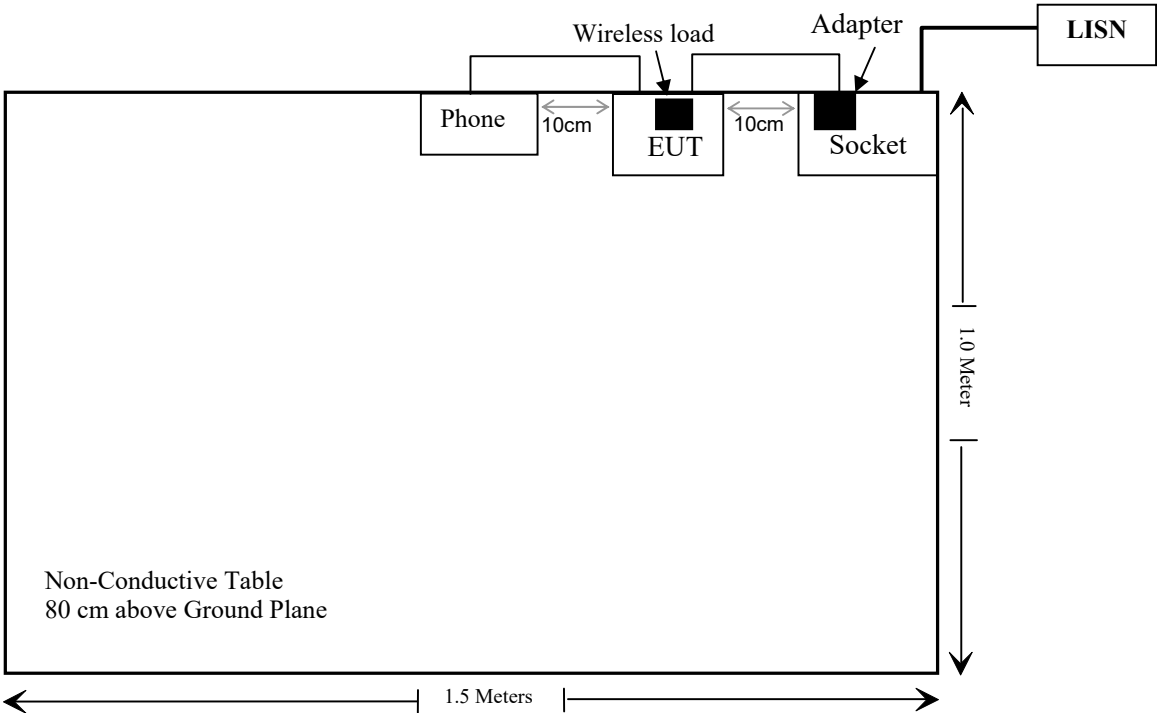 Wireless load
Adapter
LISN
Phone
10cm
EUT
10cm
Socket
1.0 Meter
Non-Conductive Table
80 cm above Ground Plane
1.5 Meters